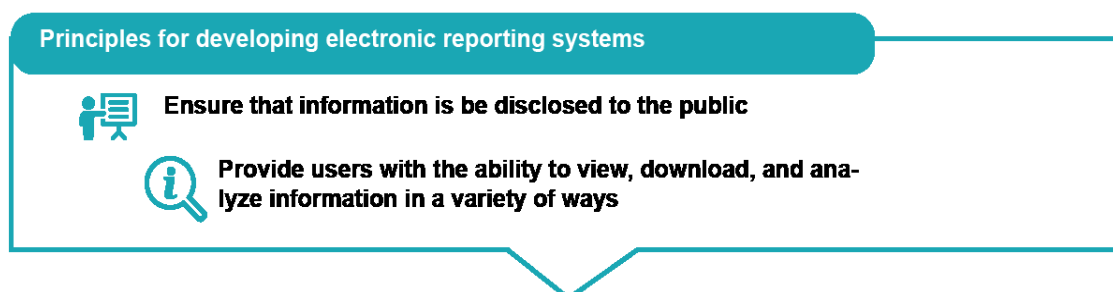 Principles for developing electronic reporting systems
Ensure that information is be disclosed to the public
Provide users with the ability to view, download, and ana-
lyze information in a variety of ways